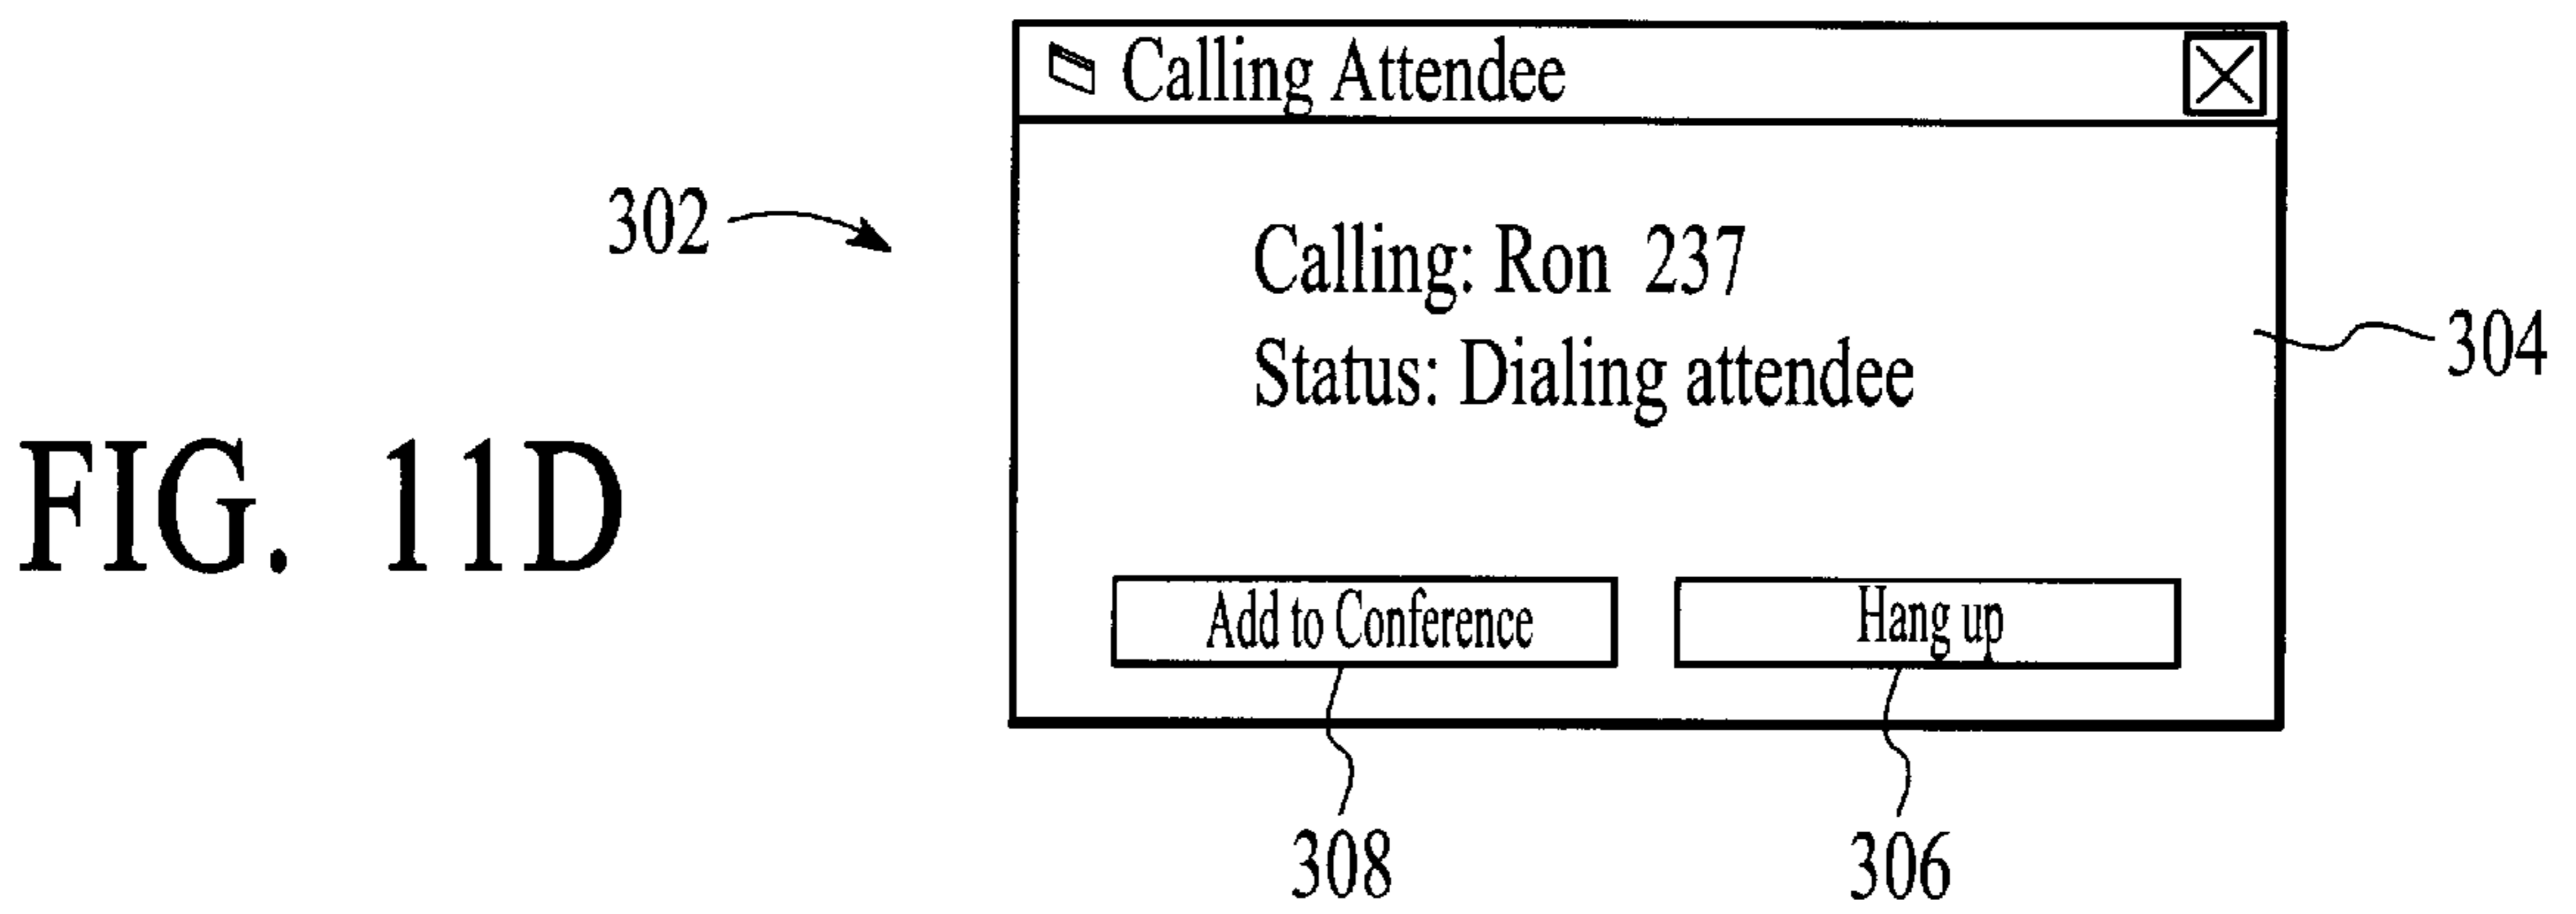 Calling Attendee
302
Calling: Ron 237
304
Status: Dialing attendee
FIG. 11D
Add to Conference
Hang up
308
306